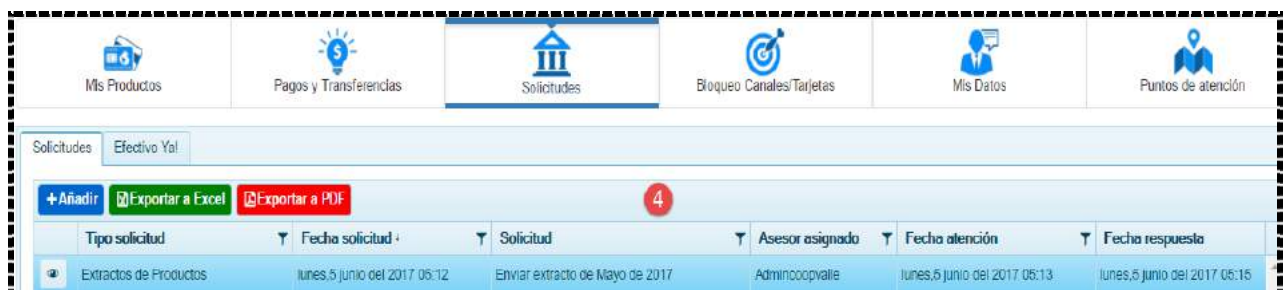 Mis Productos Pagos y Transferencias Solicitudes Bloqueo Canales/Tarjetas Mis Datos Puntos de atención
Solicitudes Efectivo Ya!
+Añadir Exportar a Excel Exportar a PDF 4
Tipo solicitud Fecha solicitud Solicitud Asesor asignado Fecha atención Fecha respuesta
Extractos de Productos lunes,5 junio del 2017 05:12 Enviar extracto de Mayo de 2017 Admincoopvalle lunes,5 junio del 2017 05:13 lunes,5 junio del 2017 05:15